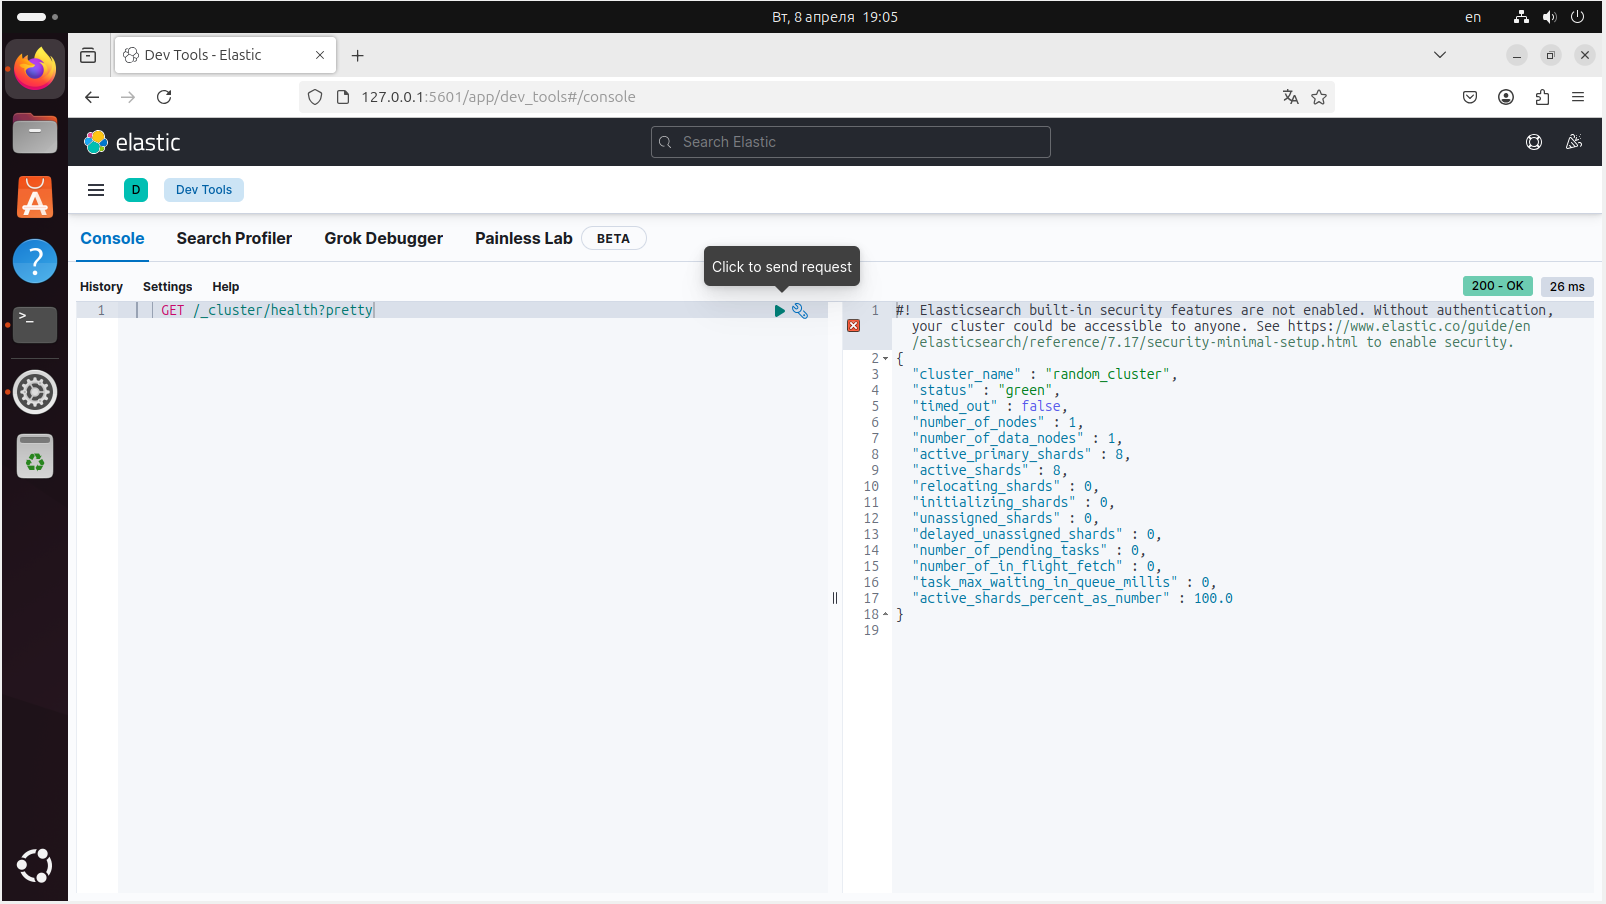 Вт, 8 апреля 19:05
en
Dev Tools - Elastic
127.0.0.1:5601/app/dev_tools#/console
elastic
Search Elastic
D
Dev Tools
Console
Search Profiler
Grok Debugger
Painless Lab
BETA
Click to send request
History
Settings
Help
200 - OK
26 ms
1 GET /_cluster/health?pretty
1 #! Elasticsearch built-in security features are not enabled. Without authentication,
your cluster could be accessible to anyone. See https://www.elastic.co/guide/en
/elasticsearch/reference/7.17/security-minimal-setup.html to enable security.
2 {
3 "cluster_name" : "random_cluster",
4 "status" : "green",
5 "timed_out" : false,
6 "number_of_nodes" : 1,
7 "number_of_data_nodes" : 1,
8 "active_primary_shards" : 8,
9 "active_shards" : 8,
10 "relocating_shards" : 0,
11 "initializing_shards" : 0,
12 "unassigned_shards" : 0,
13 "delayed_unassigned_shards" : 0,
14 "number_of_pending_tasks" : 0,
15 "number_of_in_flight_fetch" : 0,
16 "task_max_waiting_in_queue_millis" : 0,
17 "active_shards_percent_as_number" : 100.0
18 }
19